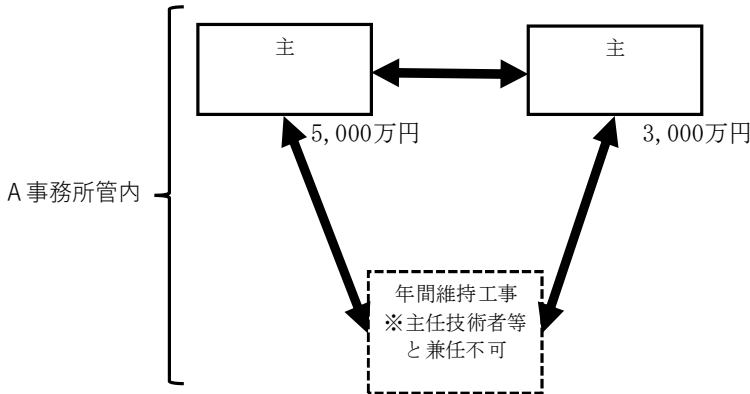 主
主
5,000万円
3,000万円
A事務所管内
年間維持工事
※主任技術者等
と兼任不可